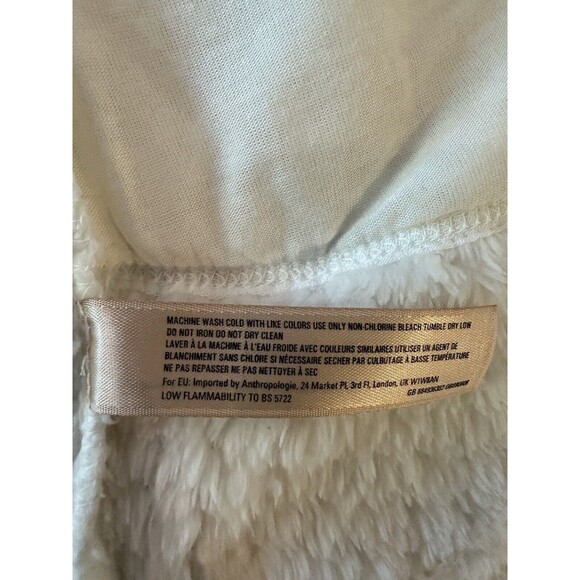 MACHINE WASH COLD WITH LIKE COLORS USE ONLY NON-CHLORINE BLEACH TUMBLE DRY LOW
DO NOT IRON DO NOT DRY CLEAN
LAVER À LA MACHINE À L'EAU FROIDE AVEC COULEURS SIMILAIRES UTILISER UN AGENT DE
BLANCHIMENT SANS CHLORE SI NÉCESSAIRE SECHER PAR CULBUTAGE À BASSE TEMPÉRATURE
NE PAS REPASSER NE PAS NETTOYER À SEC
For EU: Imported by Anthropologie, 24 Market Pl, 3rd Fl, London, UK W1W8AN
GB
LOW FLAMMABILITY TO BS 5722